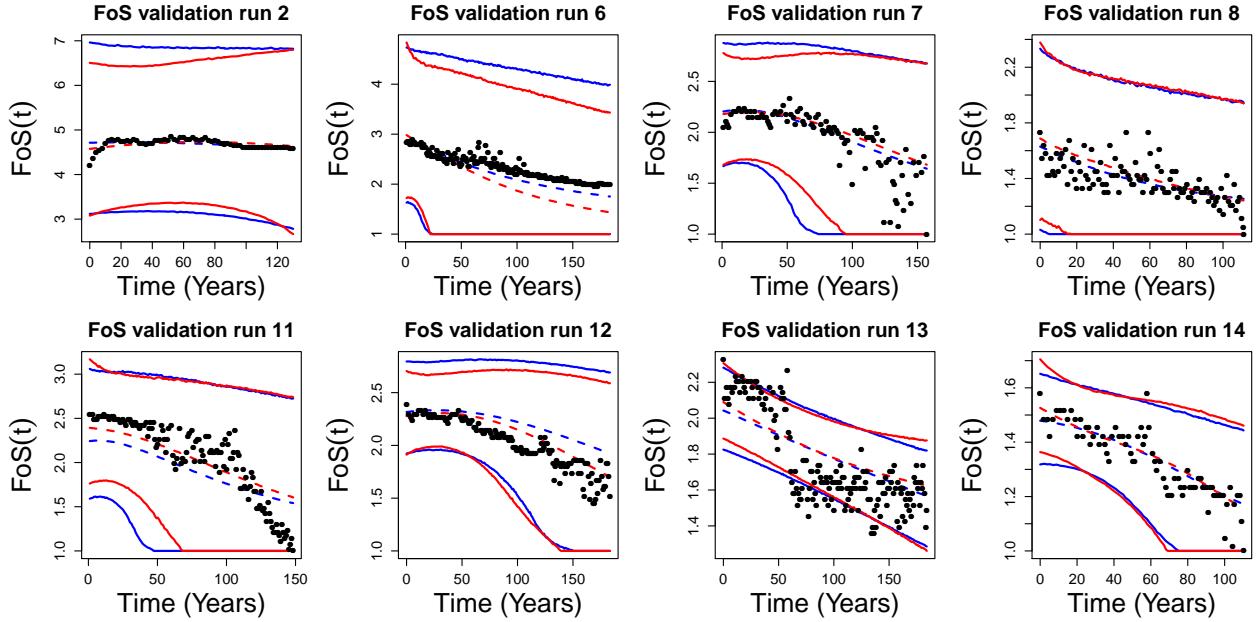 FoS validation run 2
FoS(t)
7
6
5
4
3
0 20 40 60 80 120
Time (Years)
FoS validation run 6
FoS(t)
4
3
2
1
0 50 100 150
Time (Years)
FoS validation run 7
FoS(t)
2.5
2.0
1.5
1.0
0 50 100 150
Time (Years)
FoS validation run 8
FoS(t)
2.2
1.8
1.4
1.0
0 20 40 60 80 100
Time (Years)
FoS validation run 11
FoS(t)
3.0
2.5
2.0
1.5
1.0
0 50 100 150
Time (Years)
FoS validation run 12
FoS(t)
2.5
2.0
1.5
1.0
0 50 100 150
Time (Years)
FoS validation run 13
FoS(t)
2.2
2.0
1.8
1.6
1.4
0 50 100 150
Time (Years)
FoS validation run 14
FoS(t)
1.6
1.4
1.2
1.0
0 20 40 60 80 100
Time (Years)